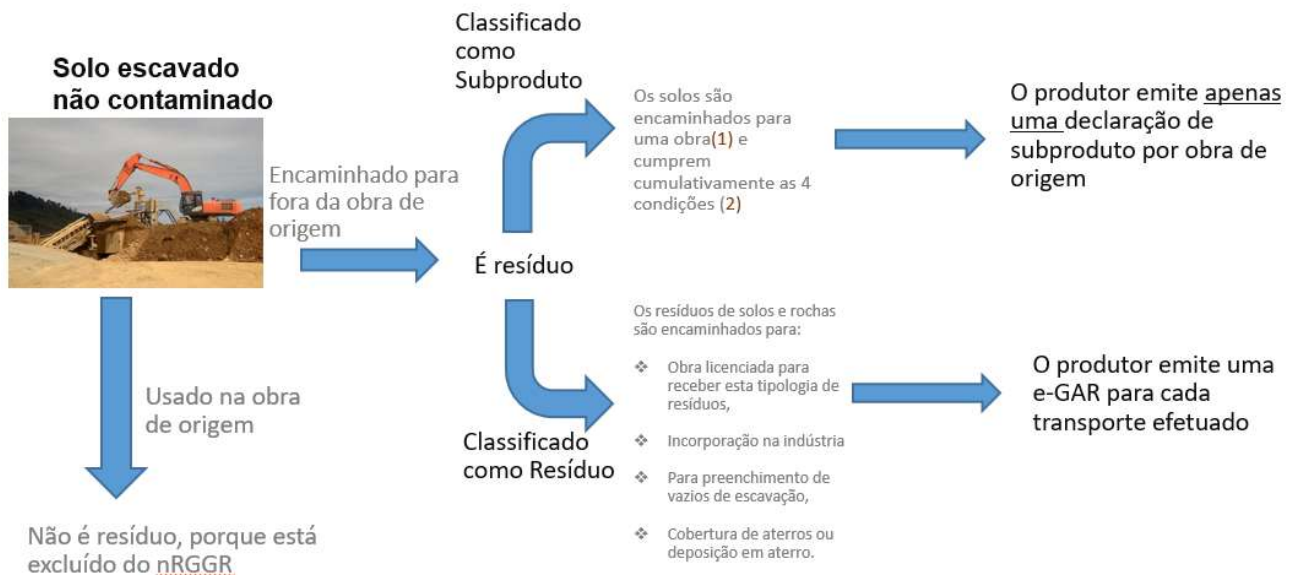 Solo escavado
não contaminado
Encaminhado para
fora da obra de
origem
Usado na obra
de origem
Não é resíduo, porque está
excluído do nRGGR
É resíduo
Classificado
como
Subproduto
Os solos são
encaminhados para
uma obra(1) e
cumprem
cumulativamente as 4
condições (2)
O produtor emite apenas
uma declaração de
subproduto por obra de
origem
Classificado
como Resíduo
Os resíduos de solos e rochas
são encaminhados para:
❖ Obra licenciada para
receber esta tipologia de
resíduos,
❖ Incorporação na indústria
❖ Para preenchimento de
vazios de escavação,
❖ Cobertura de aterros ou
deposição em aterro.
O produtor emite uma
e-GAR para cada
transporte efetuado